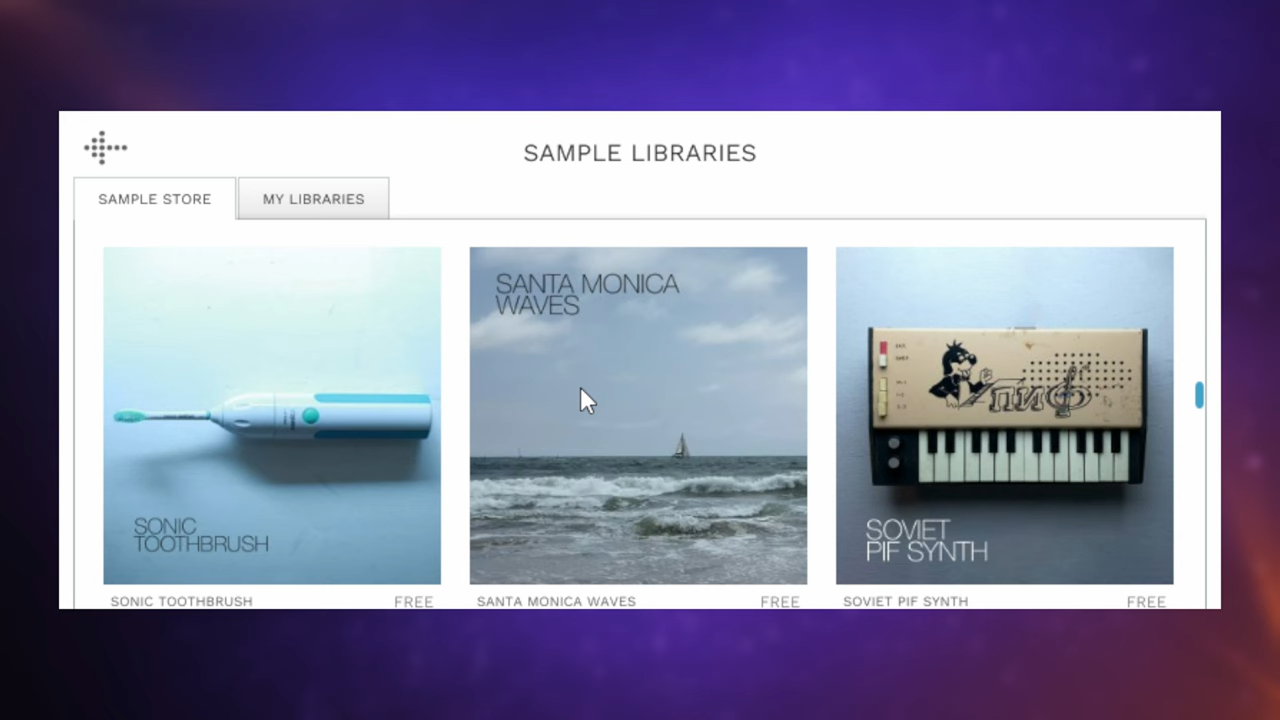 SAMPLE LIBRARIES
SAMPLE STORE
MY LIBRARIES
SANTA MONICA
WAVES
ПИФ
SONIC
TOOTHBRUSH
SOVIET
PIF SYNTH
SONIC TOOTHBRUSH
FREE
SANTA MONICA WAVES
FREE
SOVIET PIF SYNTH
FREE